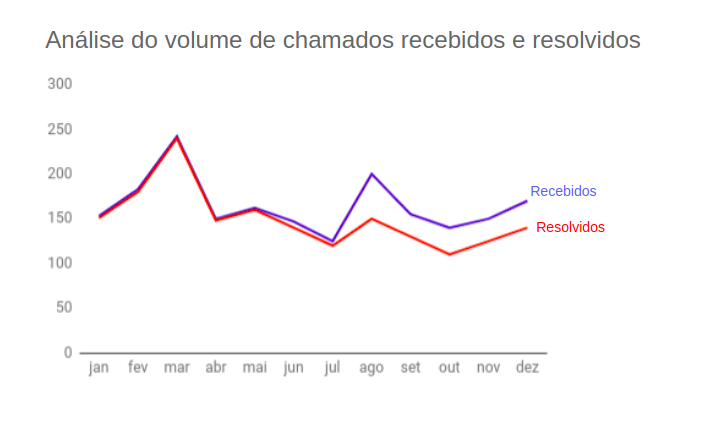 Análise do volume de chamados recebidos e resolvidos
300
250
200
150
100
50
0
Recebidos
Resolvidos
jan fev mar abr mai jun jul ago set out nov dez